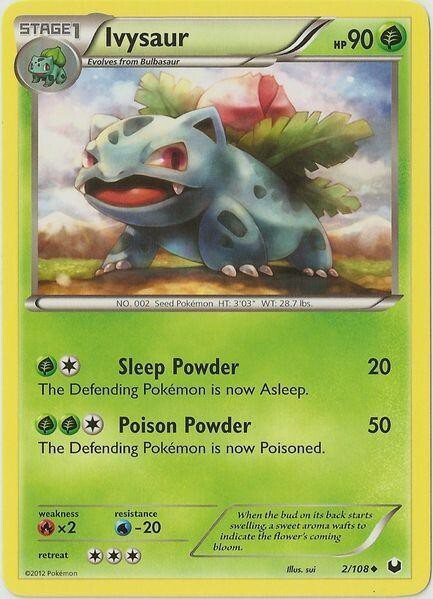 STAGE1
Ivysaur
HP 90
Evolves from Bulbasaur
NO. 002 Seed Pokémon HT: 3'03" WT: 28.7 lbs.
Sleep Powder 20
The Defending Pokémon is now Asleep.
Poison Powder 50
The Defending Pokémon is now Poisoned.
weakness resistance
×2 -20
retreat
When the bud on its back starts
swelling, a sweet aroma wafts to
indicate the flower's coming
bloom.
©2012 Pokémon Illus. sui 2/108